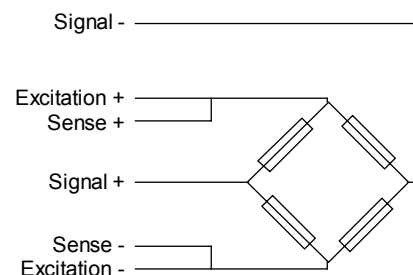 Signal -
Excitation +
Sense +
Signal +
Sense -
Excitation -